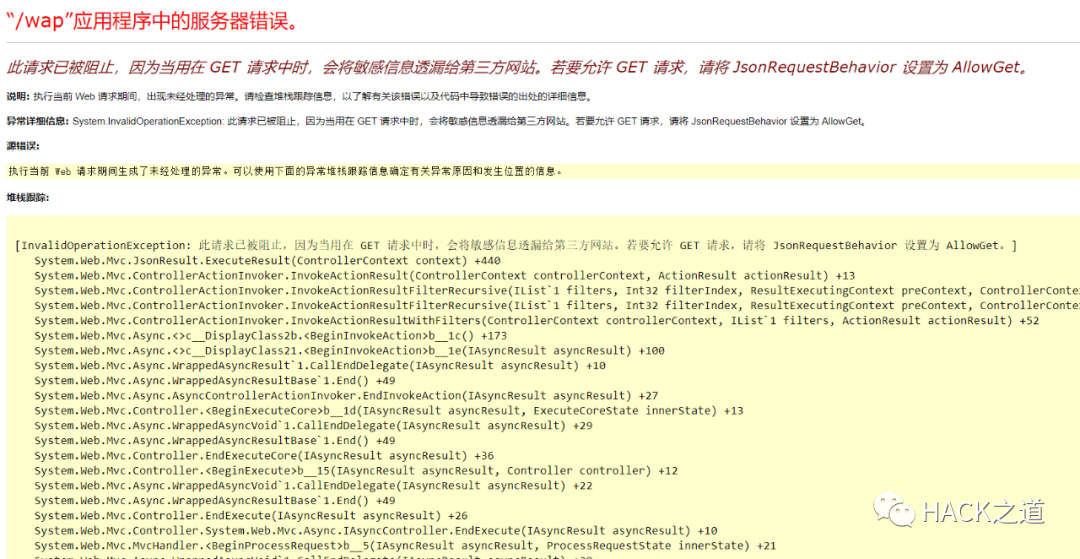 “/wap”应用程序中的服务器错误。
此请求已被阻止，因为当用在 GET 请求中时，会将敏感信息透漏给第三方网站。若要允许 GET 请求，请将 JsonRequestBehavior 设置为 AllowGet。
说明: 执行当前 Web 请求期间，出现未经处理的异常。请检查堆栈跟踪信息，以了解有关该错误以及代码中导致错误的出处的详细信息。
异常详细信息: System.InvalidOperationException: 此请求已被阻止，因为当用在 GET 请求中时，会将敏感信息透漏给第三方网站。若要允许 GET 请求，请将 JsonRequestBehavior 设置为 AllowGet。
源错误:
执行当前 Web 请求期间生成了未经处理的异常。可以使用下面的异常堆栈跟踪信息确定有关异常原因和发生位置的信息。
堆栈跟踪:
[InvalidOperationException: 此请求已被阻止，因为当用在 GET 请求中时，会将敏感信息透漏给第三方网站。若要允许 GET 请求，请将 JsonRequestBehavior 设置为 AllowGet。]
System.Web.Mvc.JsonResult.ExecuteResult(ControllerContext context) +440
System.Web.Mvc.ControllerActionInvoker.InvokeActionResult(ControllerContext controllerContext, ActionResult actionResult) +13
System.Web.Mvc.ControllerActionInvoker.InvokeActionResultFilterRecursive(IList`1 filters, Int32 filterIndex, ResultExecutingContext preContext, ControllerConte
System.Web.Mvc.ControllerActionInvoker.InvokeActionResultFilterRecursive(IList`1 filters, Int32 filterIndex, ResultExecutingContext preContext, ControllerConte
System.Web.Mvc.ControllerActionInvoker.InvokeActionResultWithFilters(ControllerContext controllerContext, IList`1 filters, ActionResult actionResult) +52
System.Web.Mvc.Async.<>c__DisplayClass2b.<BeginInvokeAction>b__1c() +173
System.Web.Mvc.Async.<>c__DisplayClass21.<BeginInvokeAction>b__1e(IAsyncResult asyncResult) +100
System.Web.Mvc.Async.WrappedAsyncResult`1.CallEndDelegate(IAsyncResult asyncResult) +10
System.Web.Mvc.Async.WrappedAsyncResultBase`1.End() +49
System.Web.Mvc.Async.AsyncControllerActionInvoker.EndInvokeAction(IAsyncResult asyncResult) +27
System.Web.Mvc.Controller.<BeginExecuteCore>b__1d(IAsyncResult asyncResult, ExecuteCoreState innerState) +13
System.Web.Mvc.Async.WrappedAsyncVoid`1.CallEndDelegate(IAsyncResult asyncResult) +29
System.Web.Mvc.Async.WrappedAsyncResultBase`1.End() +49
System.Web.Mvc.Controller.EndExecuteCore(IAsyncResult asyncResult) +36
System.Web.Mvc.Controller.<BeginExecute>b__15(IAsyncResult asyncResult, Controller controller) +12
System.Web.Mvc.Async.WrappedAsyncVoid`1.CallEndDelegate(IAsyncResult asyncResult) +22
System.Web.Mvc.Async.WrappedAsyncResultBase`1.End() +49
System.Web.Mvc.Controller.EndExecute(IAsyncResult asyncResult) +26
System.Web.Mvc.Controller.System.Web.Mvc.Async.IAsyncController.EndExecute(IAsyncResult asyncResult) +10
System.Web.Mvc.MvcHandler.<BeginProcessRequest>b__5(IAsyncResult asyncResult, ProcessRequestState innerState) +21
HACK之道